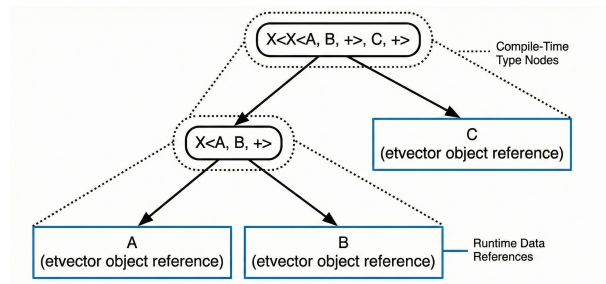 X<X<A, B, +>, C, +>
Compile-Time
Type Nodes
C
(etvector object reference)
X<A, B, +>
A
(etvector object reference)
B
(etvector object reference)
Runtime Data
References